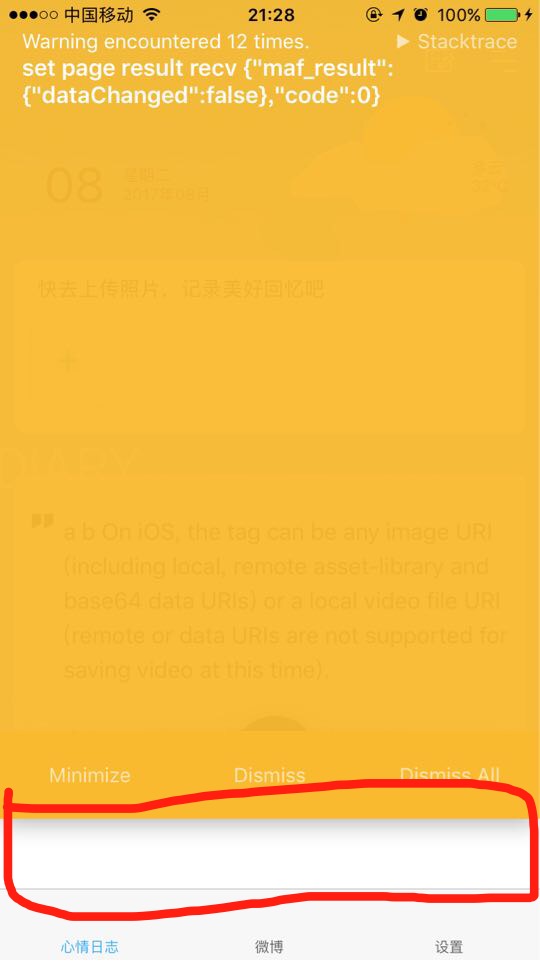 中国移动 21:28 100%
Warning encountered 12 times. ▶ Stacktrace
set page result recv {"maf_result":
{"dataChanged":false},"code":0}
08 星期二 多云
2017年08月 32°C
快去上传照片，记录美好回忆吧
+
DIARY
" a b On iOS, the tag can be any image URI
(including local, remote asset-library and
base64 data URIs) or a local video file URI
(remote or data URIs are not supported for
saving video at this time).
Minimize Dismiss Dismiss All
心情日志 微博 设置